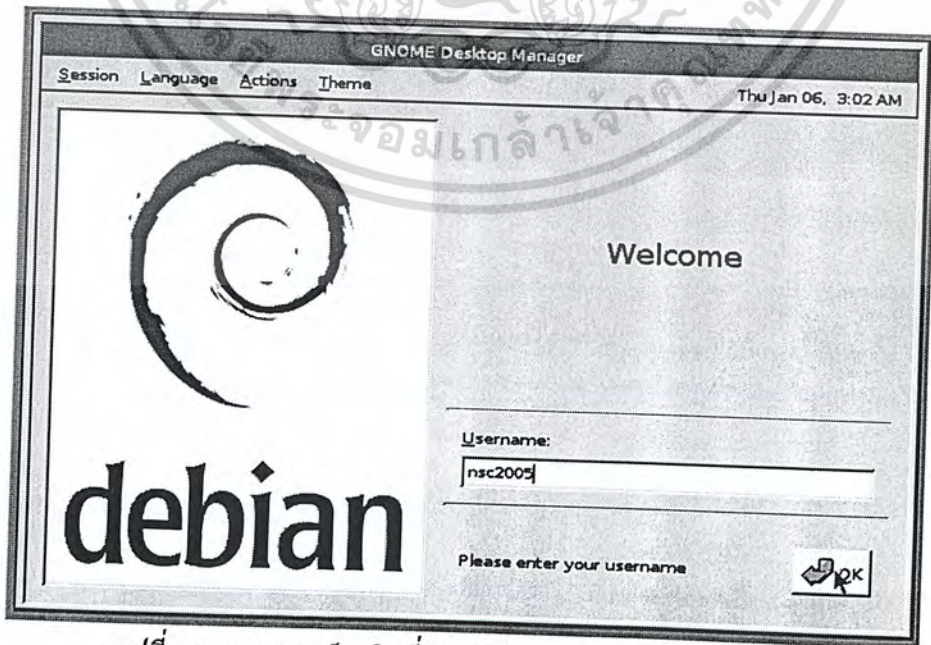 GNOME Desktop Manager
Session Language Actions Theme
Thu Jan 06, 3:02 AM
Welcome
Username:
nsc2005
Please enter your username
OK
debian